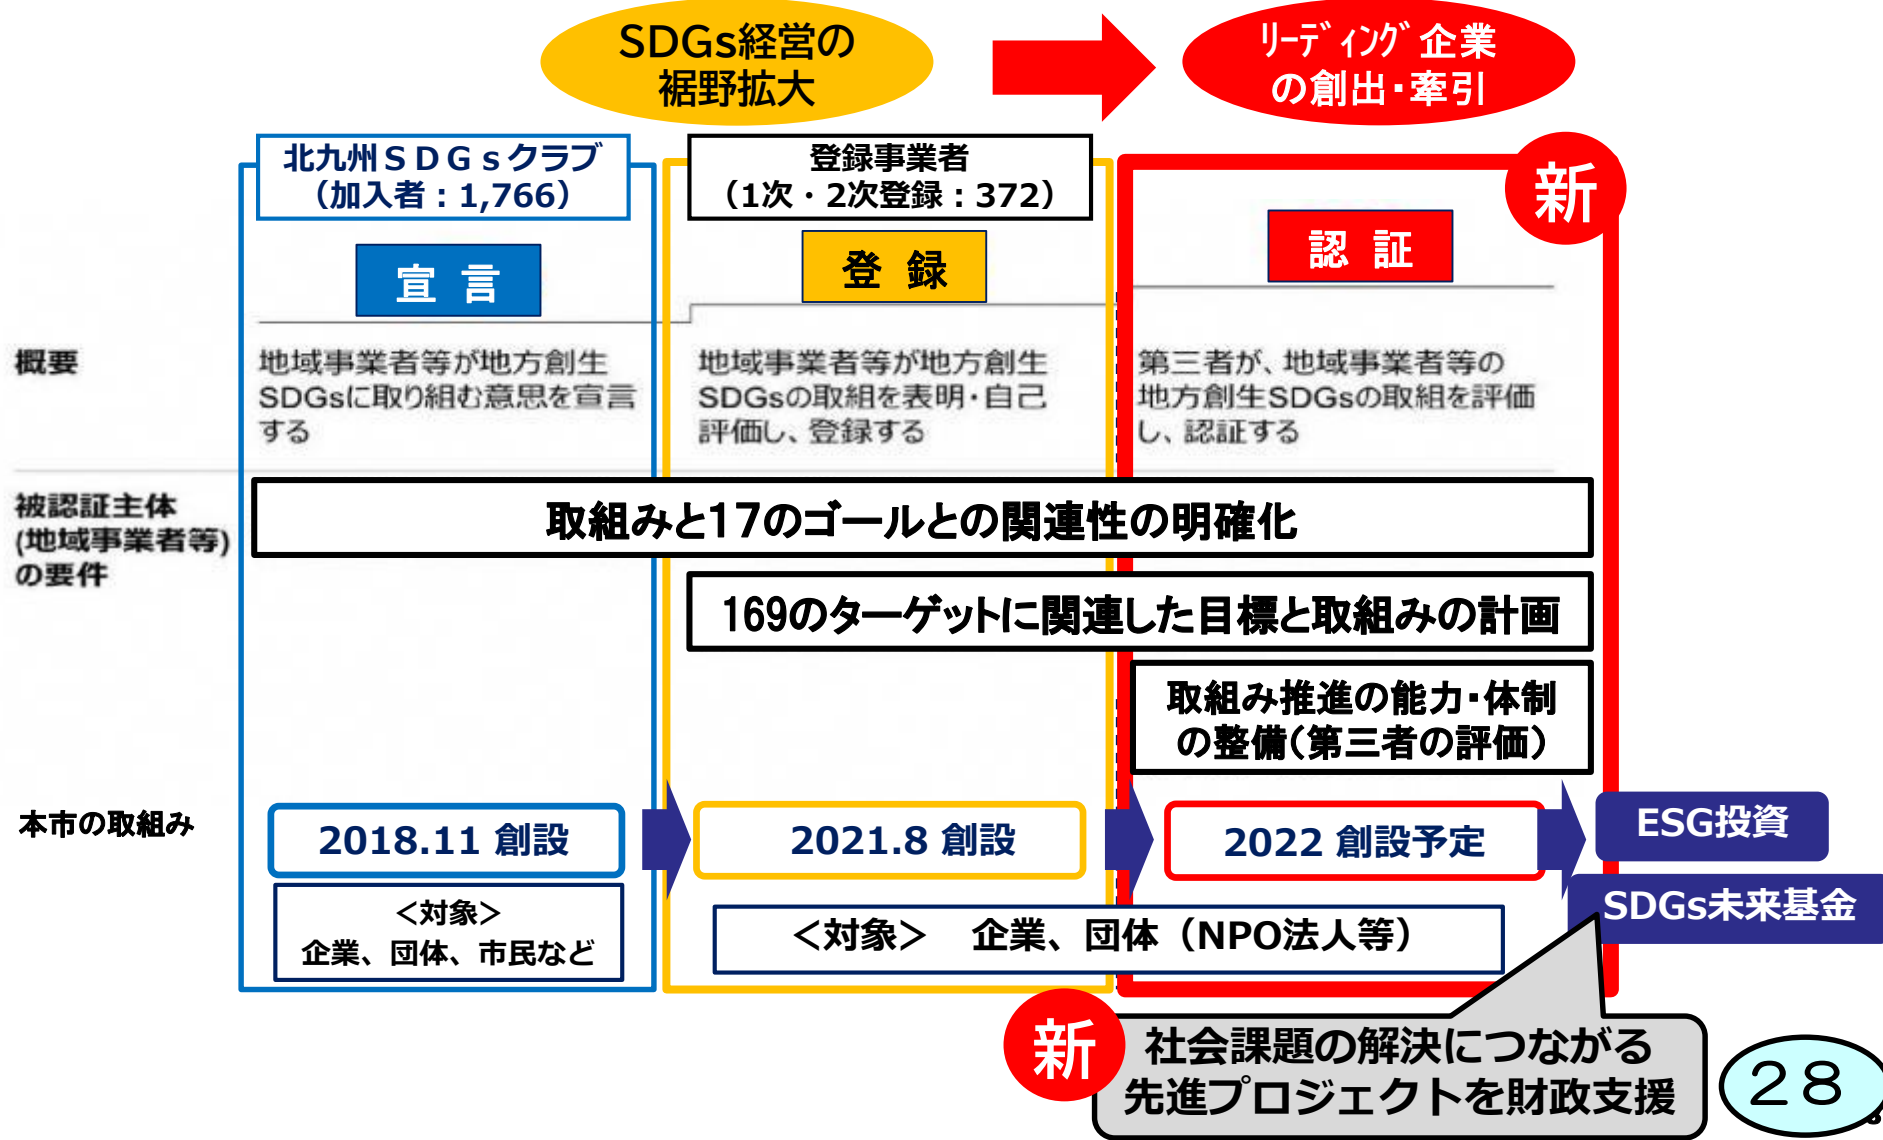 SDGs経営の
裾野拡大
リーディング企業
の創出・牽引
北九州SDGsクラブ
（加入者：1,766）
登録事業者
（1次・2次登録：372）
新
宣言
登録
認証
概要
地域事業者等が地方創生
SDGsに取り組む意思を宣言
する
地域事業者等が地方創生
SDGsの取組を表明・自己
評価し、登録する
第三者が、地域事業者等の
地方創生SDGsの取組を評価
し、認証する
被認証主体
(地域事業者等)
の要件
取組みと17のゴールとの関連性の明確化
169のターゲットに関連した目標と取組みの計画
取組み推進の能力・体制
の整備（第三者の評価）
本市の取組み
2018.11 創設
2021.8 創設
2022 創設予定
ESG投資
SDGs未来基金
＜対象＞
企業、団体、市民など
＜対象＞　企業、団体（NPO法人等）
新
社会課題の解決につながる
先進プロジェクトを財政支援
２８